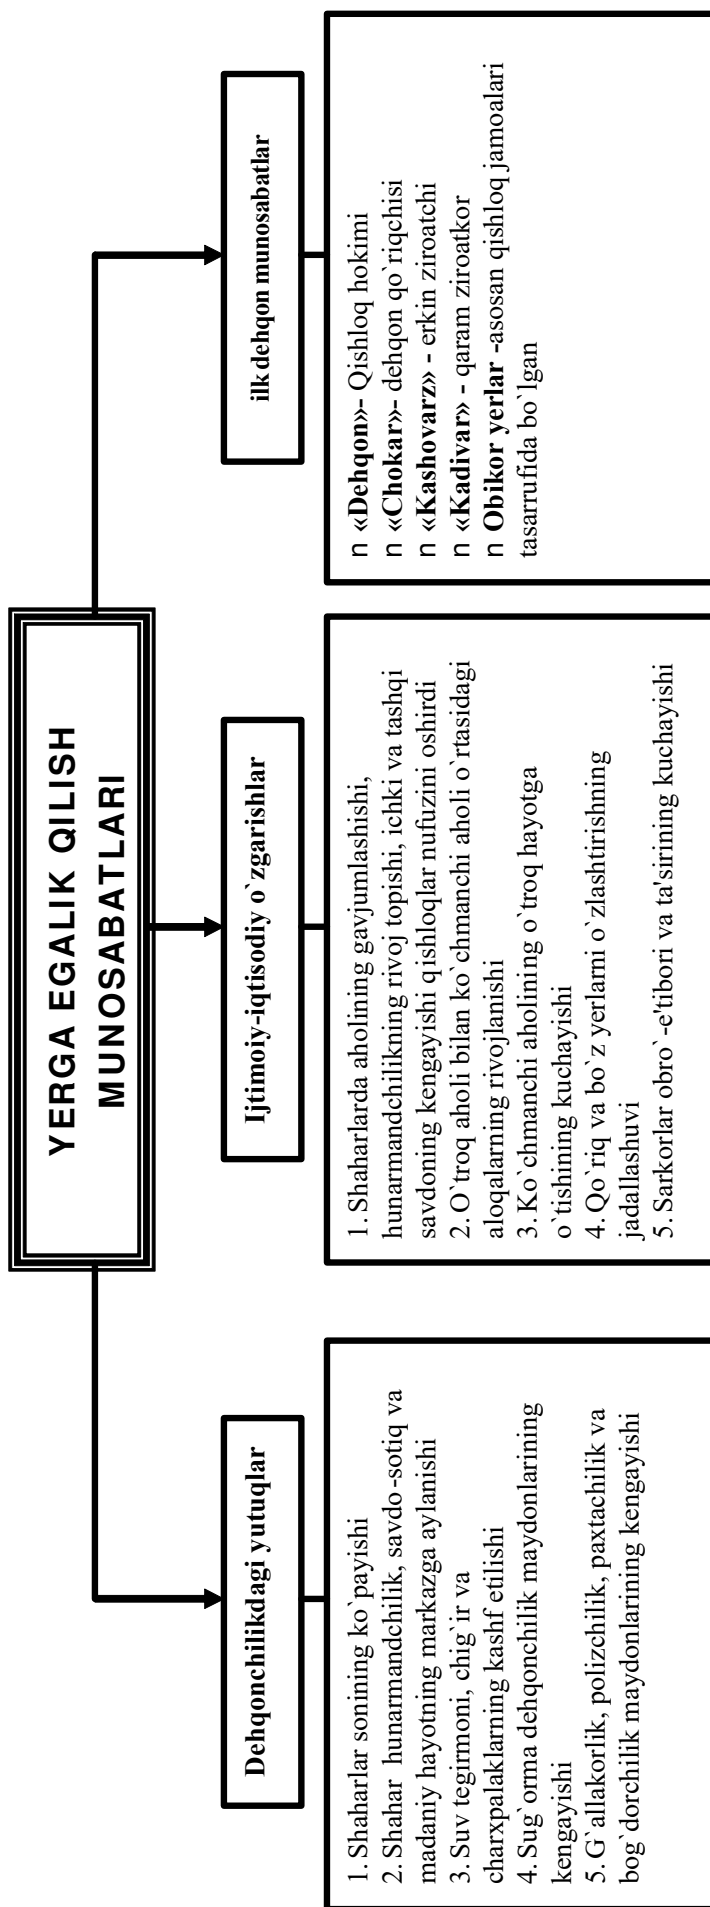 YERGA EGALIK QILISH
MUNOSABATLARI
Dehqonchilikdagi yutuqlar
1. Shaharlar sonining ko`payishi
2. Shahar hunarmandchilik, savdo-sotiq va
madaniy hayotning markazga aylanishi
3. Suv tegirmoni, chig`ir va
charxpalaklarning kashf etilishi
4. Sug`orma dehqonchilik maydonlarining
kengayishi
5. G`allakorlik, polizchilik, paxtachilik va
bog`dorchilik maydonlarining kengayishi
Ijtimoiy-iqtisodiy o`zgarishlar
1. Shaharlarda aholining gavjumlashishi,
hunarmandchilikning rivoj topishi, ichki va tashqi
savdoning kengayishi qishloqlar nufuzini oshirdi
2. O`troq aholi bilan ko`chmanchi aholi o`rtasidagi
aloqalarning rivojlanishi
3. Ko`chmanchi aholining o`troq hayotga
o`tishining kuchayishi
4. Qo`riq va bo`z yerlarni o`zlashtirishning
jadallashuvi
5. Sarkorlar obro`-e'tibori va ta'sirining kuchayishi
ilk dehqon munosabatlar
n «Dehqon»- Qishloq hokimi
n «Chokar»- dehqon qo`riqchisi
n «Kashovarz» - erkin ziroatchi
n «Kadivar» - qaram ziroatkor
n Obikor yerlar -asosan qishloq jamoalari
tasarrufida bo`lgan